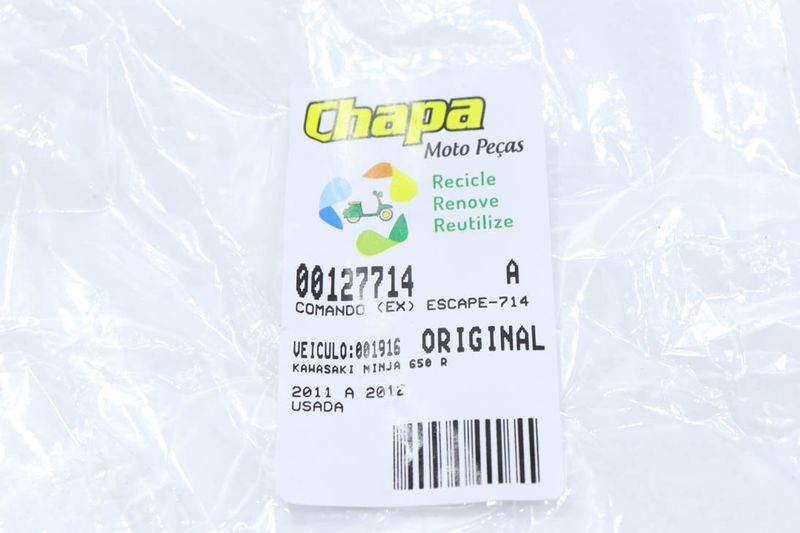 Chapa
Moto Peças
Recicle
Renove
Reutilize
00127714 A
COMANDO (EX) ESCAPE-714
VEICULO:001916 ORIGINAL
KAWASAKI NINJA 650 R
2011 A 2012
USADA